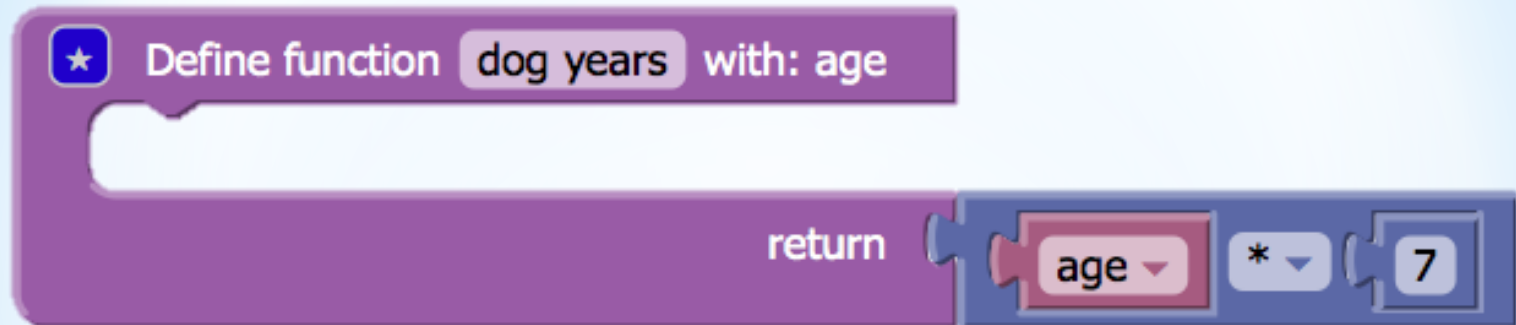 Define function dog years with: age
return age * 7